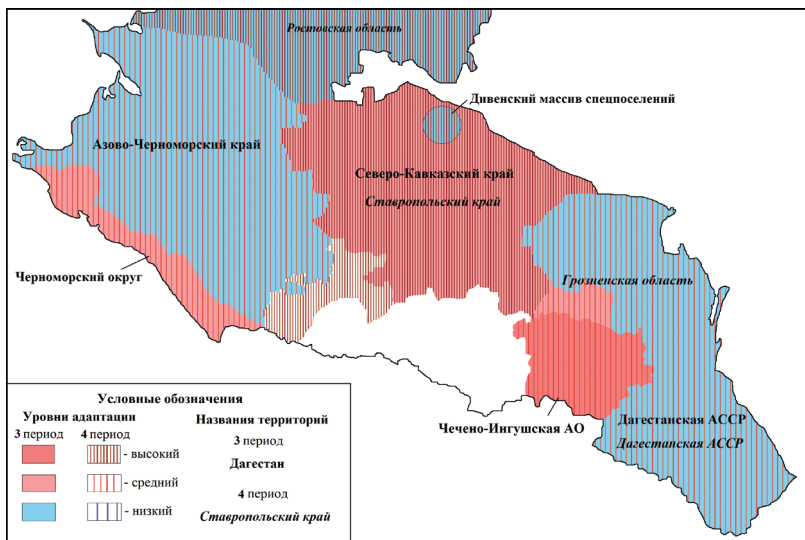 Ростовская область
Дивенский массив спецпоселений
Азово-Черноморский край
Северо-Кавказский край
Ставропольский край
Черноморский округ
Грозненская область
Чечено-Ингушская АО
Дагестанская АССР
Дагестанская АССР
Условные обозначения
Уровни адаптации
3 период
4 период
- высокий
- средний
- низкий
Названия территорий
3 период
Дагестан
4 период
Ставропольский край